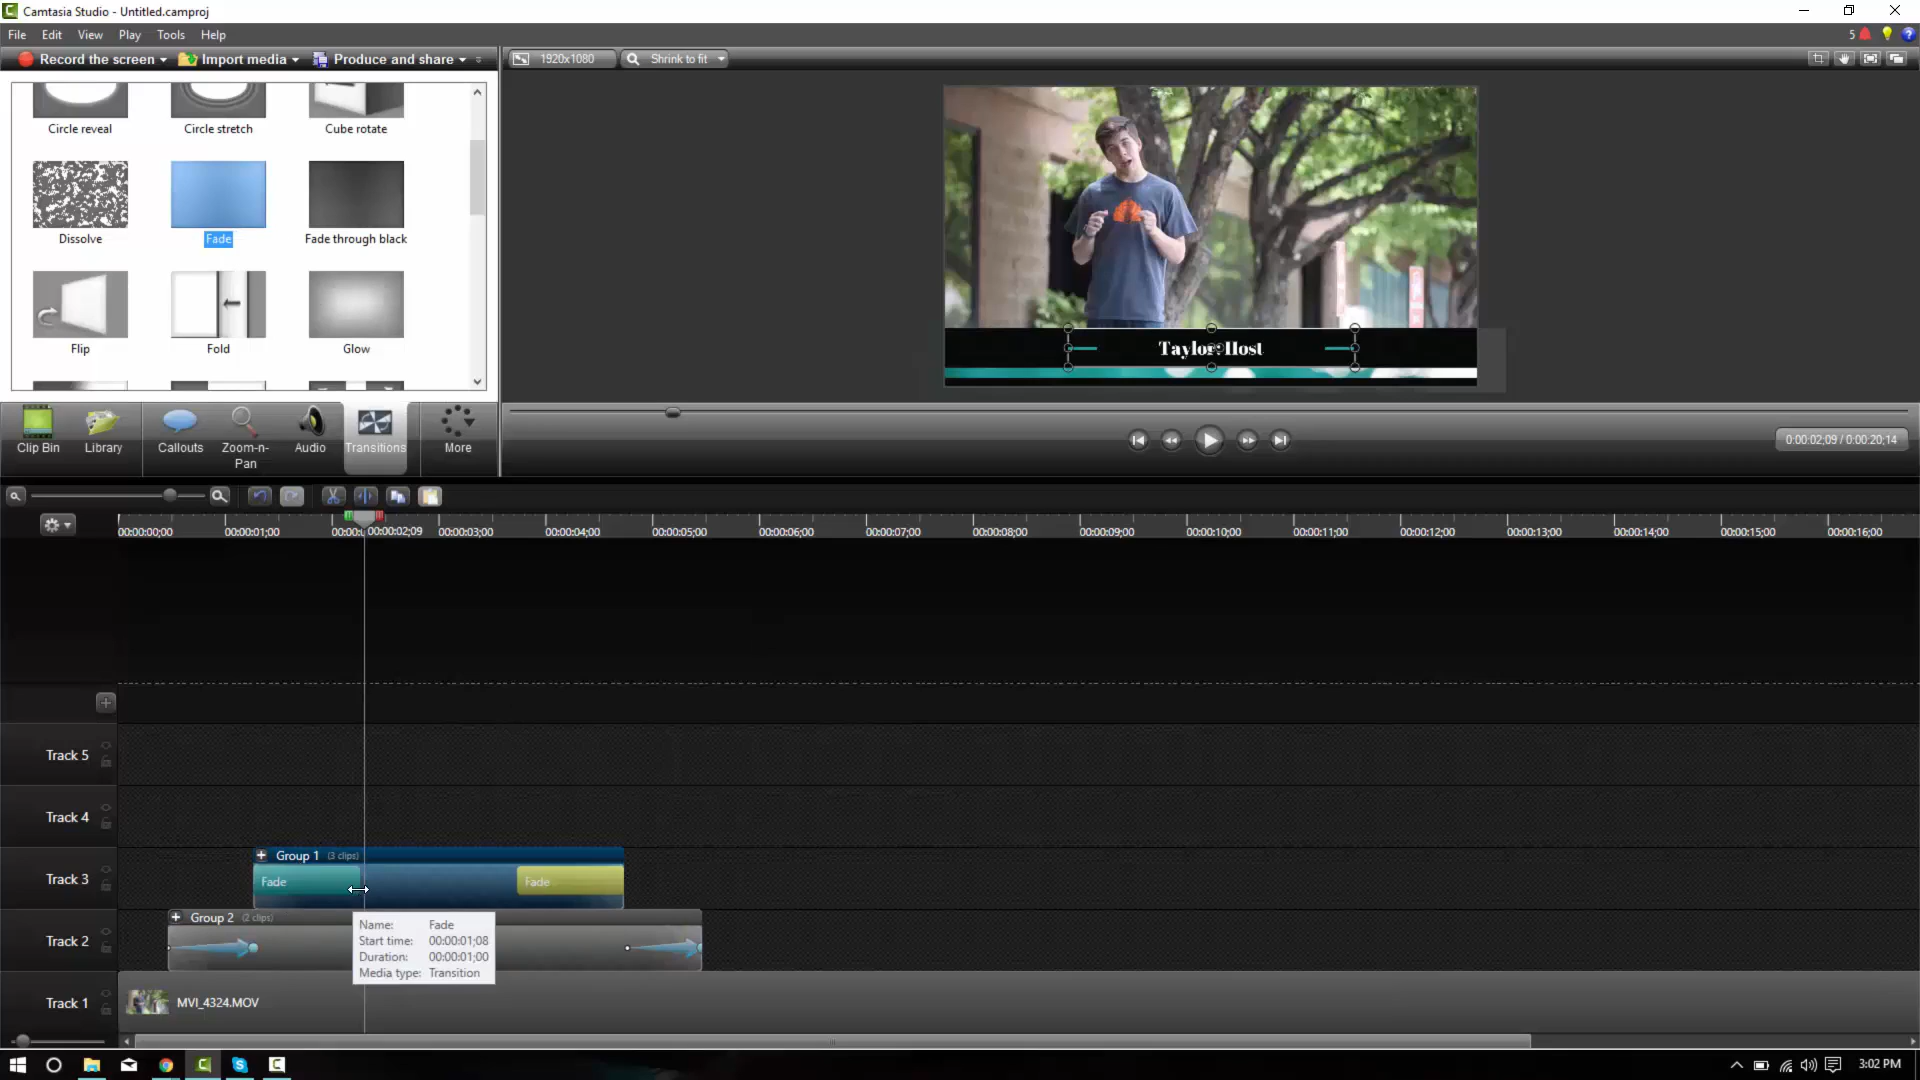 Camtasia Studio - Untitled.camproj
File Edit View Play Tools Help
5
Record the screen Import media Produce and share
1920x1080 Shrink to fit
Circle reveal Circle stretch Cube rotate
Dissolve Fade Fade through black
Flip Fold Glow
Taylor Host
Clip Bin Library Callouts Zoom-n-Pan Audio Transitions More
0:00:02;09 / 0:00:20;14
00:00:00;00 00:00:01;00 00:00: 00:00:02;09 00:00:03;00 00:00:04;00 00:00:05;00 00:00:06;00 00:00:07;00 00:00:08;00 00:00:09;00 00:00:10;00 00:00:11;00 00:00:12;00 00:00:13;00 00:00:14;00 00:00:15;00 00:00:16;00
Track 5
Track 4
Group 1 (3 clips)
Track 3 Fade Fade
Group 2 (2 clips)
Track 2
Name: Fade
Start time: 00:00:01;08
Duration: 00:00:01;00
Media type: Transition
Track 1 MVI_4324.MOV
3:02 PM